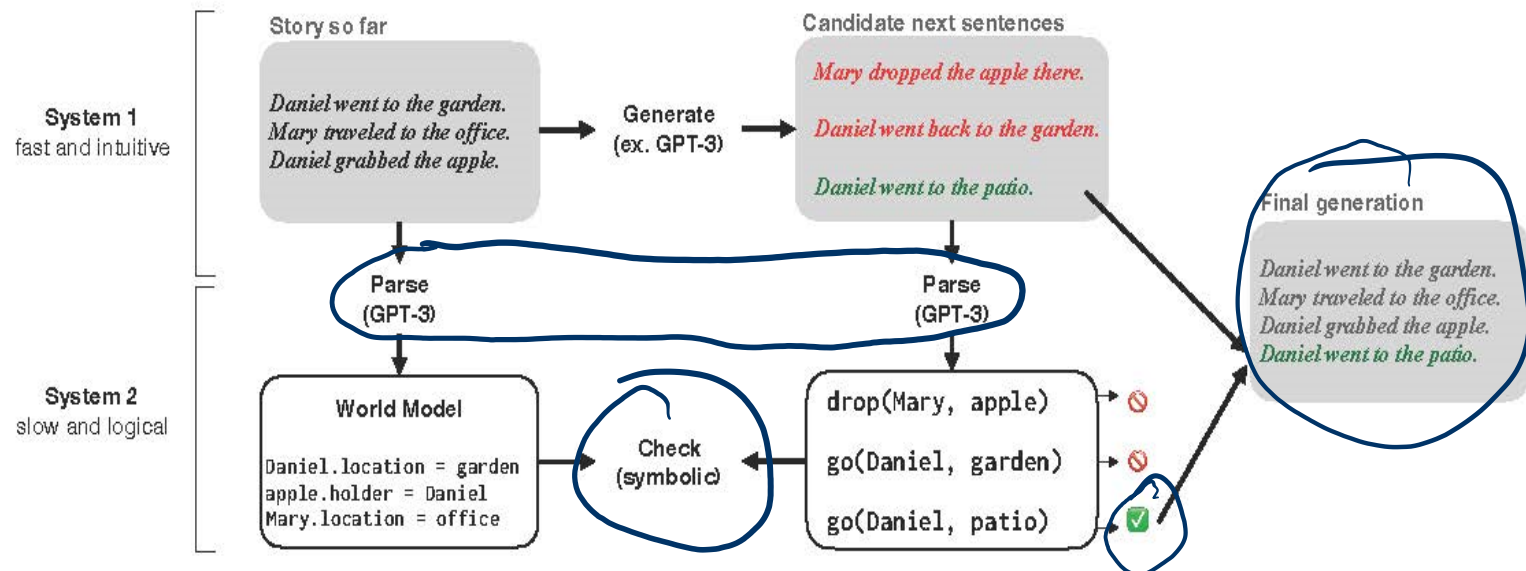 Story so far
Candidate next sentences
System 1
fast and intuitive
Daniel went to the garden.
Mary traveled to the office.
Daniel grabbed the apple.
Generate
(ex. GPT-3)
Mary dropped the apple there.
Daniel went back to the garden.
Daniel went to the patio.
Final generation
Daniel went to the garden.
Mary traveled to the office.
Daniel grabbed the apple.
Daniel went to the patio.
Parse
(GPT-3)
Parse
(GPT-3)
System 2
slow and logical
World Model
Daniel.location = garden
apple.holder = Daniel
Mary.location = office
Check
(symbolic)
drop(Mary, apple)
go(Daniel, garden)
go(Daniel, patio)